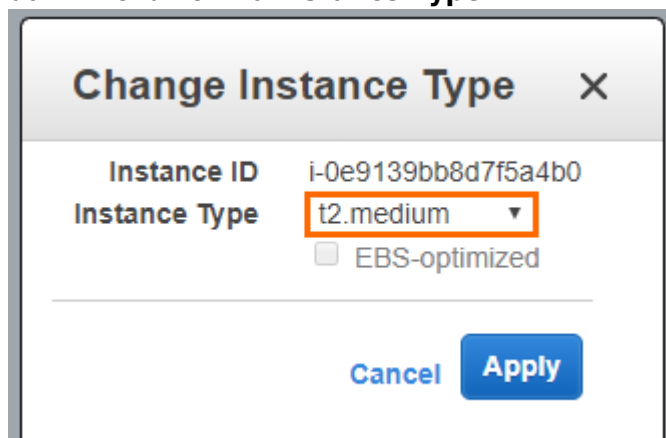 Change Instance Type ×
Instance ID i-0e9139bb8d7f5a4b0
Instance Type t2.medium ▼
EBS-optimized
Cancel Apply